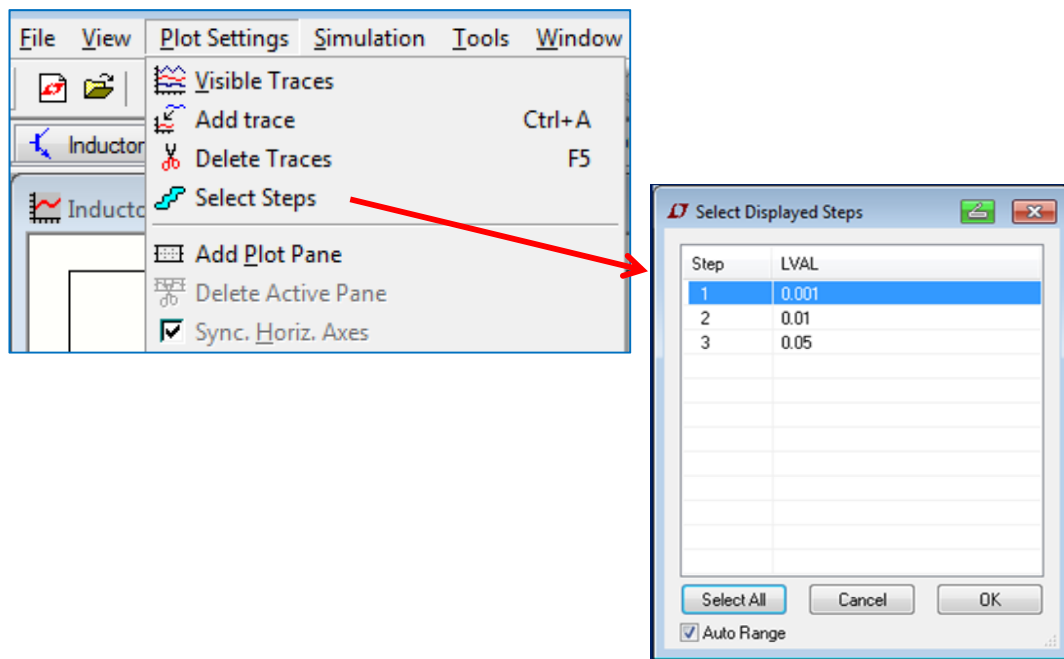 File View Plot Settings Simulation Tools Window
Visible Traces
Add trace Ctrl+A
Inductor
Delete Traces F5
Select Steps
Add Plot Pane
Delete Active Pane
Sync. Horiz. Axes
Select Displayed Steps
Step LVAL
1 0.001
2 0.01
3 0.05
Select All Cancel OK
Auto Range